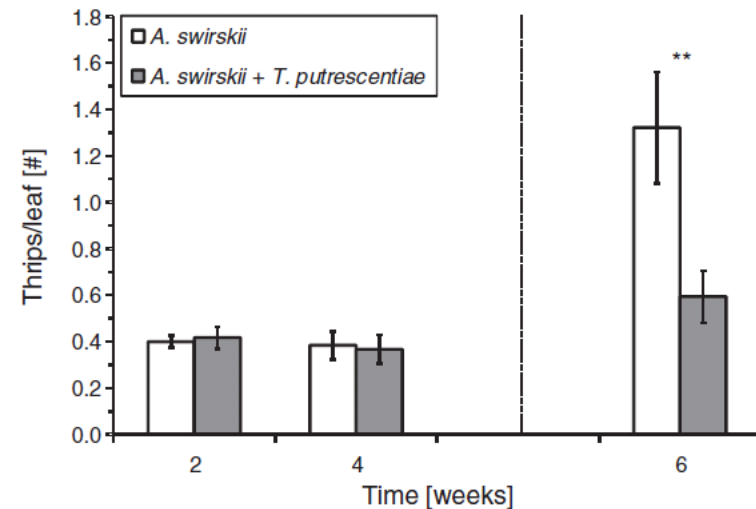 1.8
1.6
1.4
1.2
1.0
0.8
0.6
0.4
0.2
0.0
Thrips/leaf [#]
A. swirskii
A. swirskii + T. putrescentiae
**
2 4 6
Time [weeks]